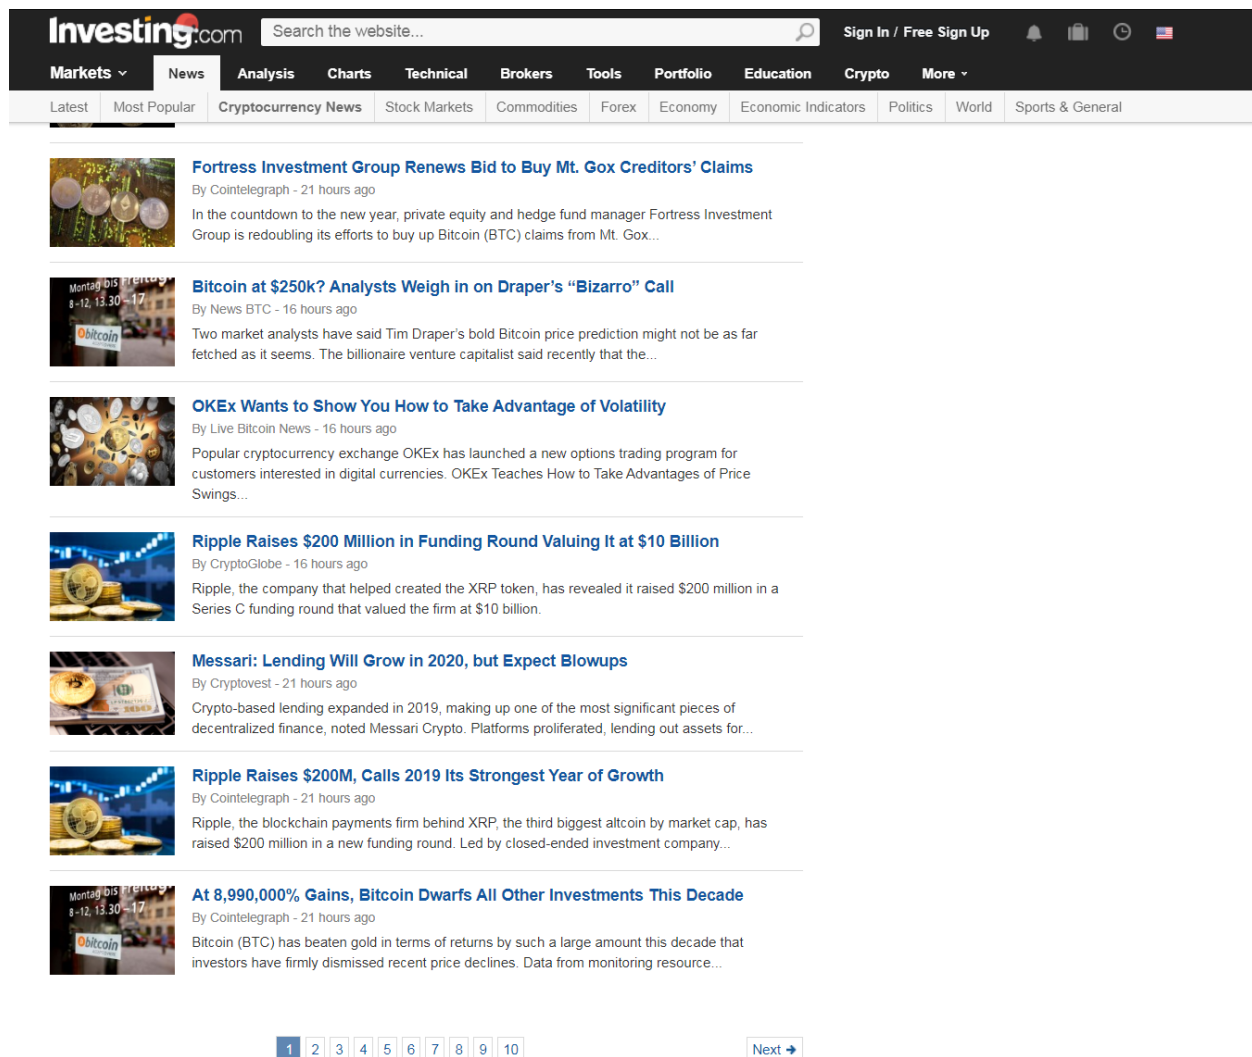 Investing.com
Search the website...
Sign In / Free Sign Up
Markets News Analysis Charts Technical Brokers Tools Portfolio Education Crypto More
Latest Most Popular Cryptocurrency News Stock Markets Commodities Forex Economy Economic Indicators Politics World Sports & General
Fortress Investment Group Renews Bid to Buy Mt. Gox Creditors’ Claims
By Cointelegraph - 21 hours ago
In the countdown to the new year, private equity and hedge fund manager Fortress Investment
Group is redoubling its efforts to buy up Bitcoin (BTC) claims from Mt. Gox...
Montag bis Freitag
8-12, 13.30-17
bitcoin
Bitcoin at $250k? Analysts Weigh in on Draper’s “Bizarro” Call
By News BTC - 16 hours ago
Two market analysts have said Tim Draper’s bold Bitcoin price prediction might not be as far
fetched as it seems. The billionaire venture capitalist said recently that the...
OKEx Wants to Show You How to Take Advantage of Volatility
By Live Bitcoin News - 16 hours ago
Popular cryptocurrency exchange OKEx has launched a new options trading program for
customers interested in digital currencies. OKEx Teaches How to Take Advantages of Price
Swings...
Ripple Raises $200 Million in Funding Round Valuing It at $10 Billion
By CryptoGlobe - 16 hours ago
Ripple, the company that helped created the XRP token, has revealed it raised $200 million in a
Series C funding round that valued the firm at $10 billion.
Messari: Lending Will Grow in 2020, but Expect Blowups
By Cryptovest - 21 hours ago
Crypto-based lending expanded in 2019, making up one of the most significant pieces of
decentralized finance, noted Messari Crypto. Platforms proliferated, lending out assets for...
Ripple Raises $200M, Calls 2019 Its Strongest Year of Growth
By Cointelegraph - 21 hours ago
Ripple, the blockchain payments firm behind XRP, the third biggest altcoin by market cap, has
raised $200 million in a new funding round. Led by closed-ended investment company...
Montag bis Freitag
8-12, 13.30-17
bitcoin
At 8,990,000% Gains, Bitcoin Dwarfs All Other Investments This Decade
By Cointelegraph - 21 hours ago
Bitcoin (BTC) has beaten gold in terms of returns by such a large amount this decade that
investors have firmly dismissed recent price declines. Data from monitoring resource...
1 2 3 4 5 6 7 8 9 10 Next